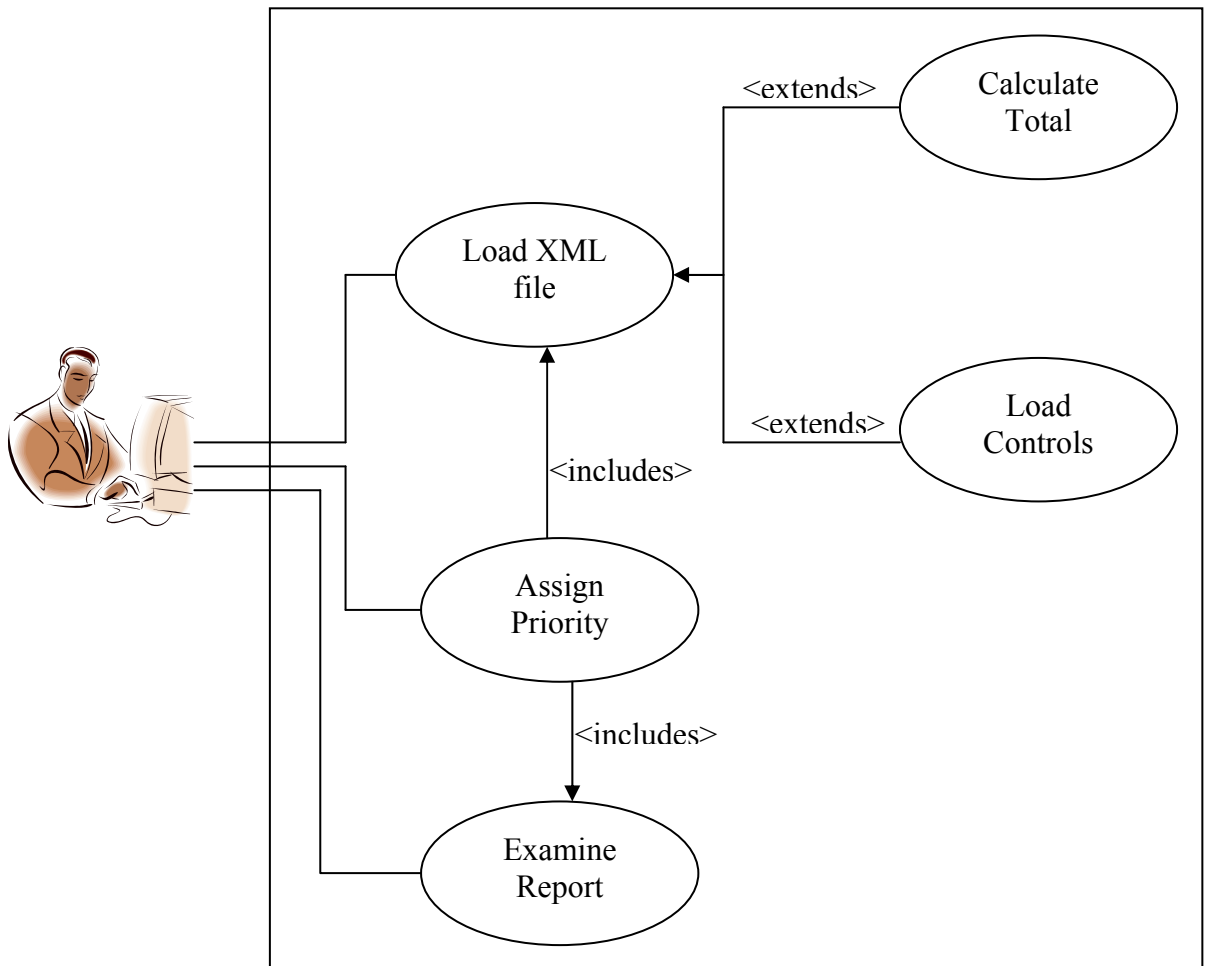 <extends>
Calculate
Total
Load XML
file
<extends>
Load
Controls
<includes>
Assign
Priority
<includes>
Examine
Report